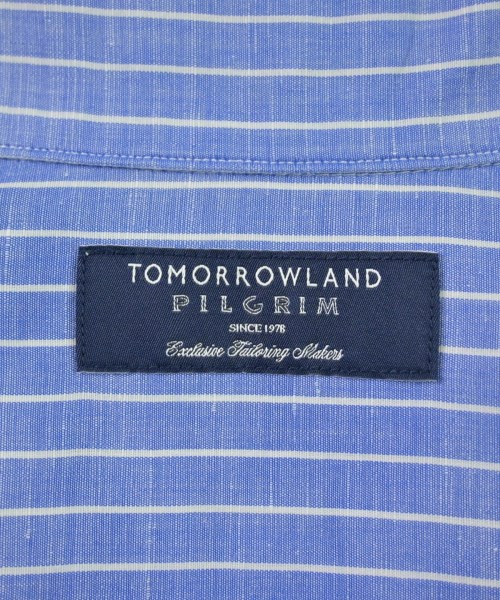 TOMORROWLAND
PILGRIM
SINCE 1978
Exclusive Tailoring Makers